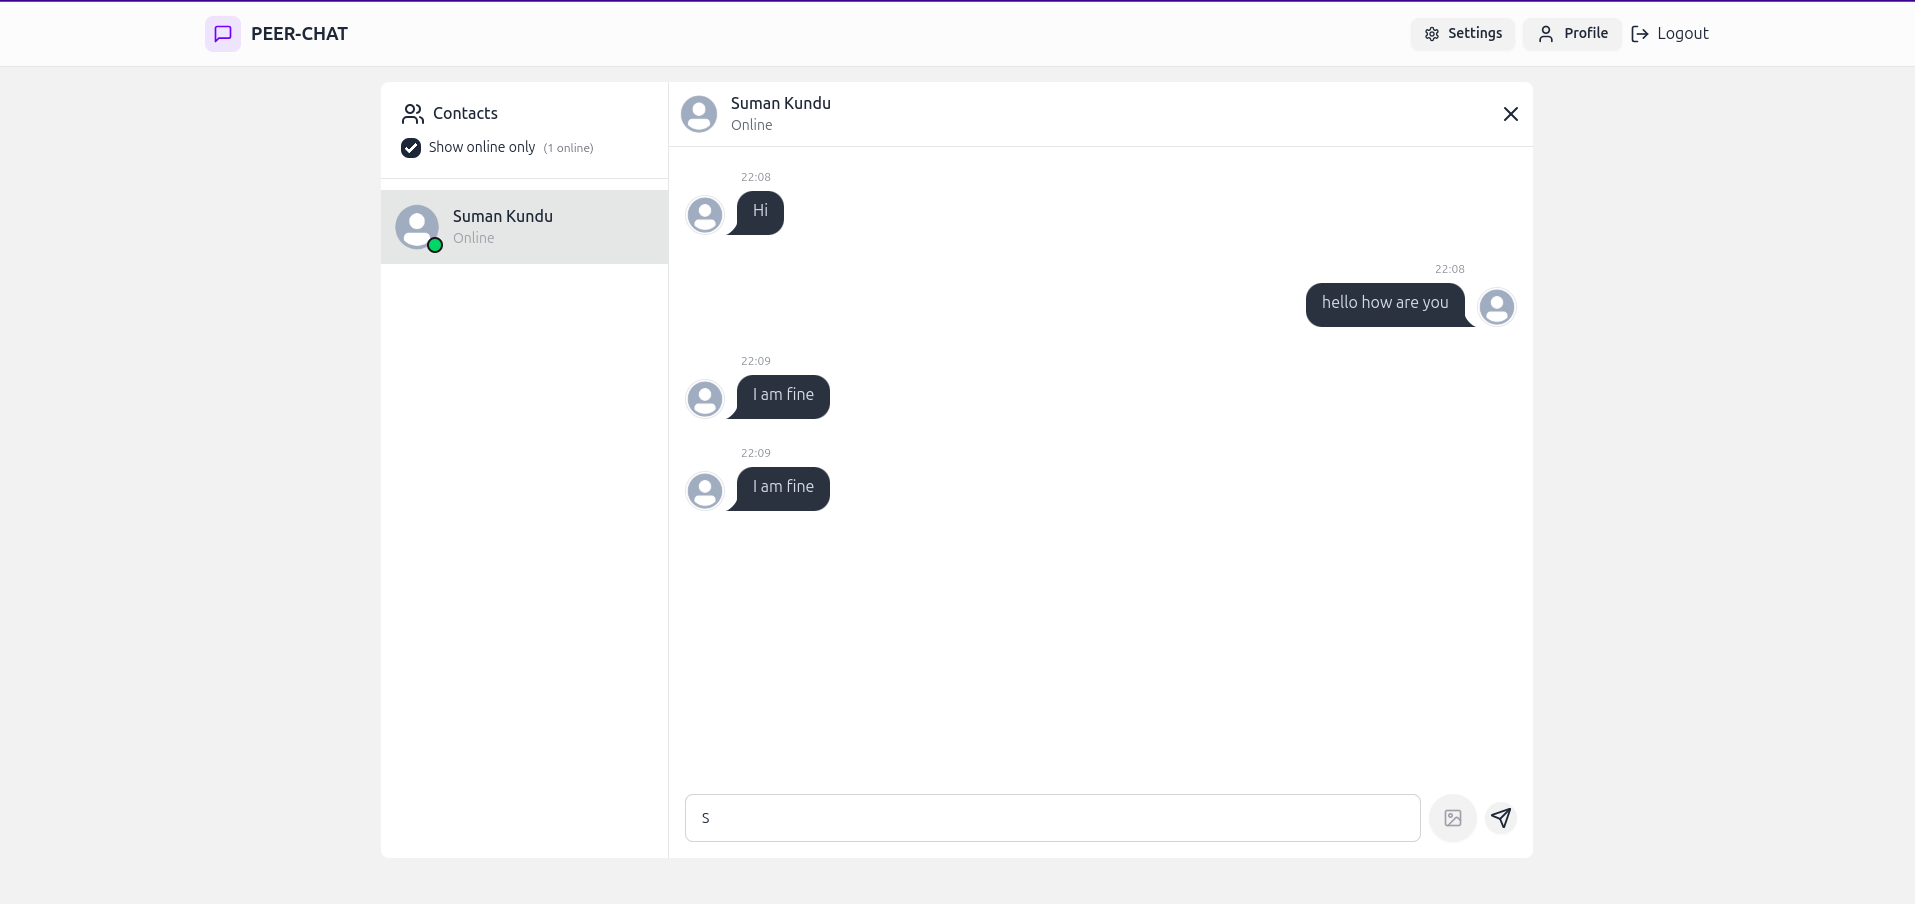 PEER-CHAT
Settings
Profile
Logout
Contacts
Show online only (1 online)
Suman Kundu
Online
Suman Kundu
Online
22:08
Hi
22:08
hello how are you
22:09
I am fine
22:09
I am fine
S